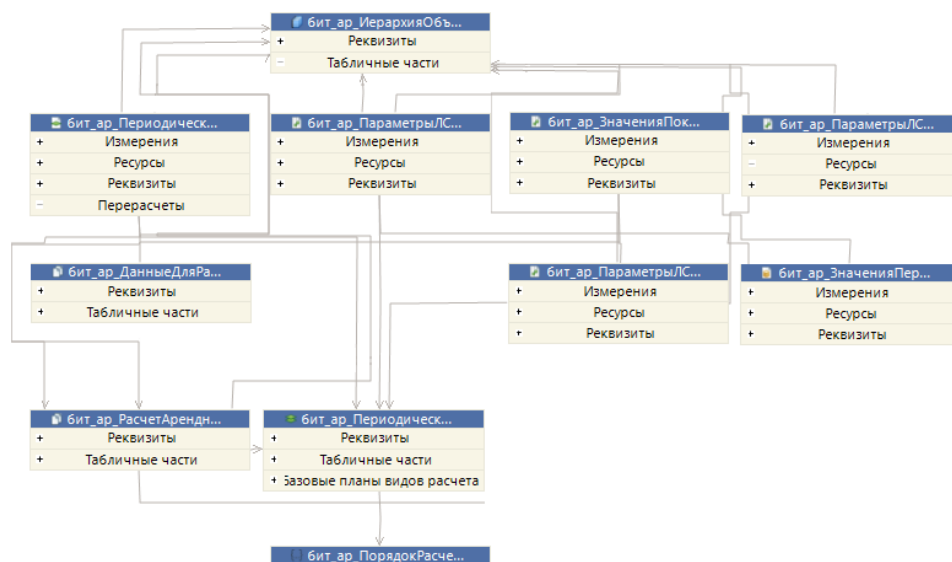 бит_ар_ИерархияОбъ...
+ Реквизиты
− Табличные части
бит_ар_Периодическ...
+ Измерения
+ Ресурсы
+ Реквизиты
− Перерасчеты
бит_ар_ПараметрыЛС...
+ Измерения
+ Ресурсы
+ Реквизиты
бит_ар_ЗначенияПок...
+ Измерения
+ Ресурсы
+ Реквизиты
бит_ар_ПараметрыЛС...
+ Измерения
− Ресурсы
+ Реквизиты
бит_ар_ДанныеДляРа...
+ Реквизиты
+ Табличные части
бит_ар_ПараметрыЛС...
+ Измерения
+ Ресурсы
+ Реквизиты
бит_ар_ЗначенияПер...
+ Измерения
+ Ресурсы
+ Реквизиты
бит_ар_РасчетАрендн...
+ Реквизиты
+ Табличные части
бит_ар_Периодическ...
+ Реквизиты
+ Табличные части
+ Базовые планы видов расчета
бит_ар_ПорядокРасче...